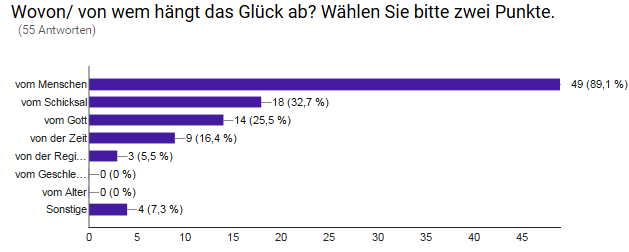 Wovon/ von wem hängt das Glück ab? Wählen Sie bitte zwei Punkte.
(55 Antworten)
vom Menschen 49 (89,1 %)
vom Schicksal 18 (32,7 %)
vom Gott 14 (25,5 %)
von der Zeit 9 (16,4 %)
von der Regi… 3 (5,5 %)
vom Geschle… 0 (0 %)
vom Alter 0 (0 %)
Sonstige 4 (7,3 %)
0 5 10 15 20 25 30 35 40 45